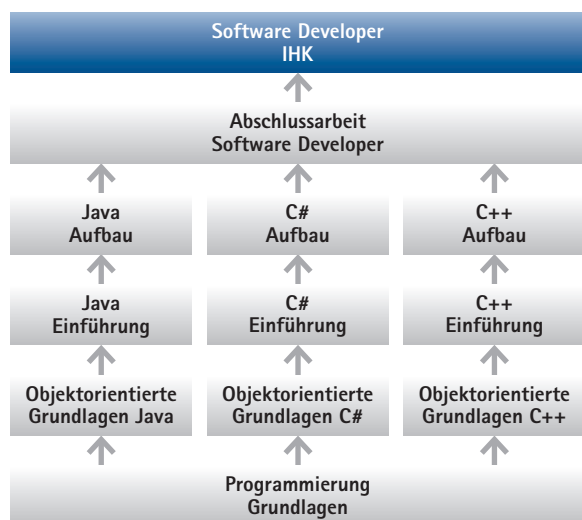 Software Developer
IHK
Abschlussarbeit
Software Developer
Java
Aufbau
C#
Aufbau
C++
Aufbau
Java
Einführung
C#
Einführung
C++
Einführung
Objektorientierte
Grundlagen Java
Objektorientierte
Grundlagen C#
Objektorientierte
Grundlagen C++
Programmierung
Grundlagen